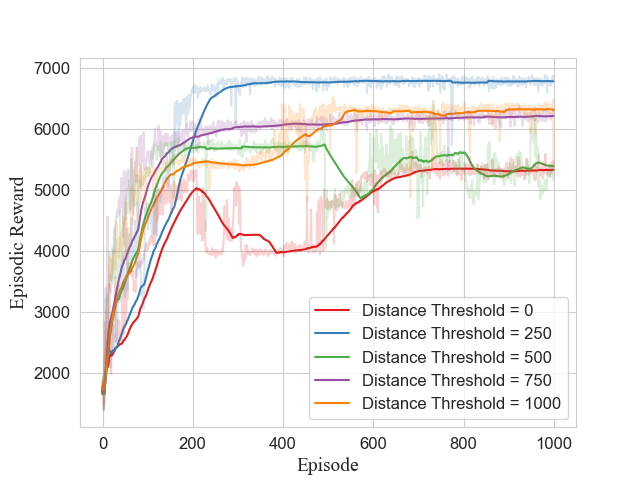 7000
6000
5000
4000
3000
2000
Episodic Reward
0
200
400
600
800
1000
Episode
Distance Threshold = 0
Distance Threshold = 250
Distance Threshold = 500
Distance Threshold = 750
Distance Threshold = 1000